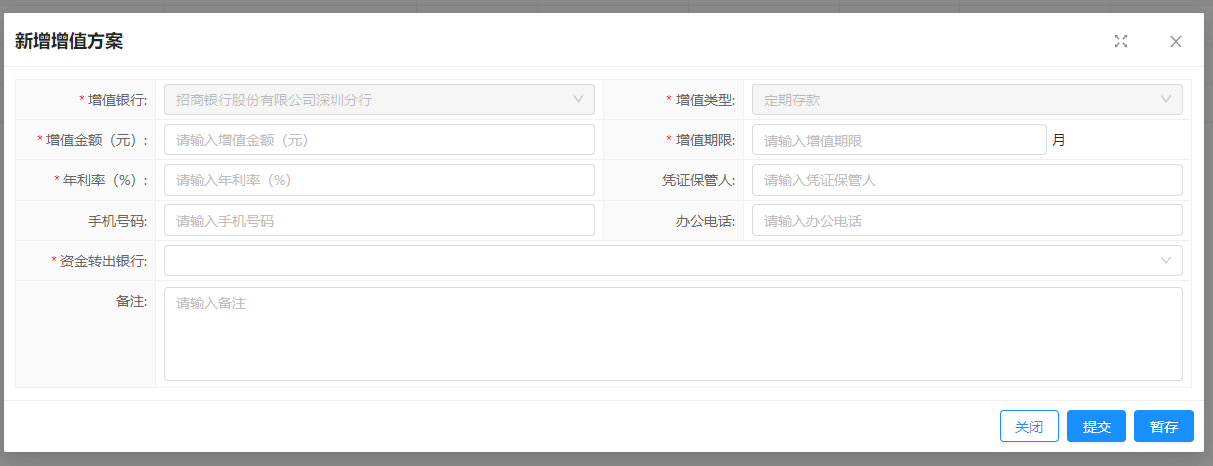 新增增值方案
* 增值银行: 招商银行股份有限公司深圳分行 * 增值类型: 定期存款
* 增值金额（元）: 请输入增值金额（元） * 增值期限: 请输入增值期限 月
* 年利率（%）: 请输入年利率（%） 凭证保管人: 请输入凭证保管人
手机号码: 请输入手机号码 办公电话: 请输入办公电话
* 资金转出银行:
备注: 请输入备注
关闭 提交 暂存